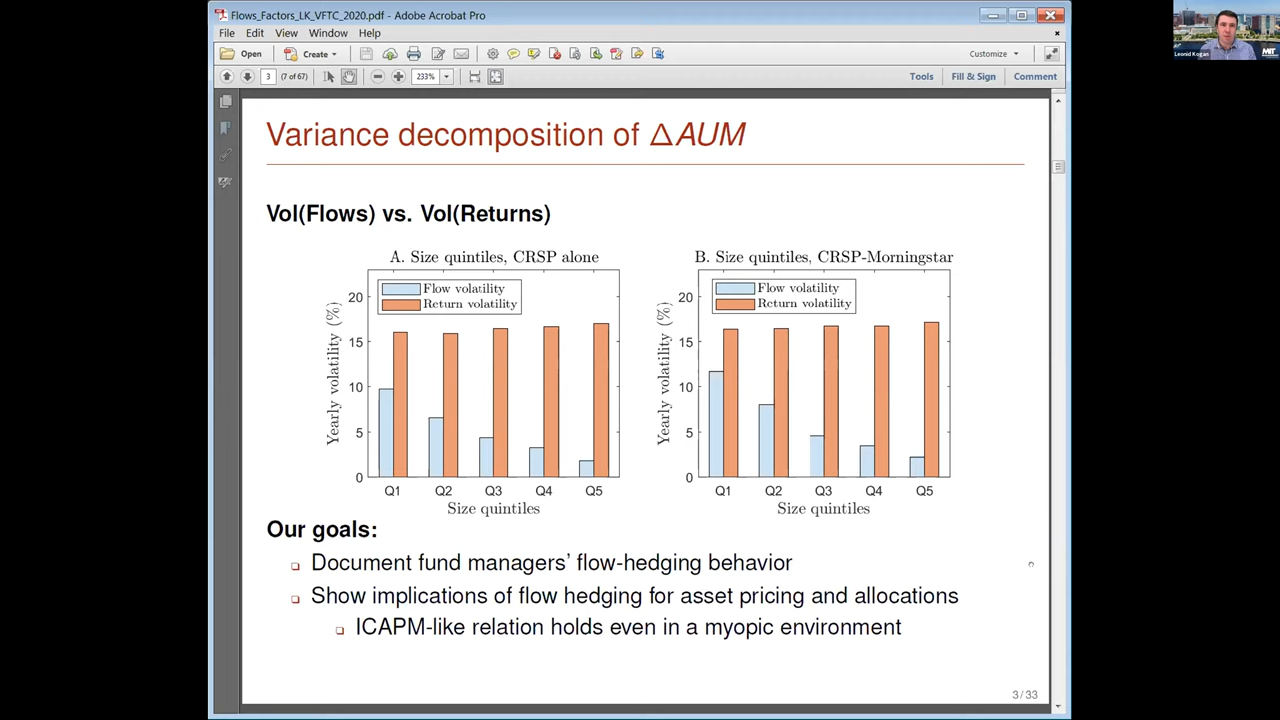 Flows_Factors_LK_VFTC_2020.pdf - Adobe Acrobat Pro
File Edit View Window Help
Open Create Customize
3 (7 of 67) 233% Tools Fill & Sign Comment
Leonid Kogan
MIT
Variance decomposition of ΔAUM
Vol(Flows) vs. Vol(Returns)
A. Size quintiles, CRSP alone
Flow volatility
Return volatility
Yearly volatility (%)
20
15
10
5
0
Q1 Q2 Q3 Q4 Q5
Size quintiles
B. Size quintiles, CRSP-Morningstar
Flow volatility
Return volatility
Yearly volatility (%)
20
15
10
5
0
Q1 Q2 Q3 Q4 Q5
Size quintiles
Our goals:
Document fund managers' flow-hedging behavior
Show implications of flow hedging for asset pricing and allocations
ICAPM-like relation holds even in a myopic environment
3 / 33